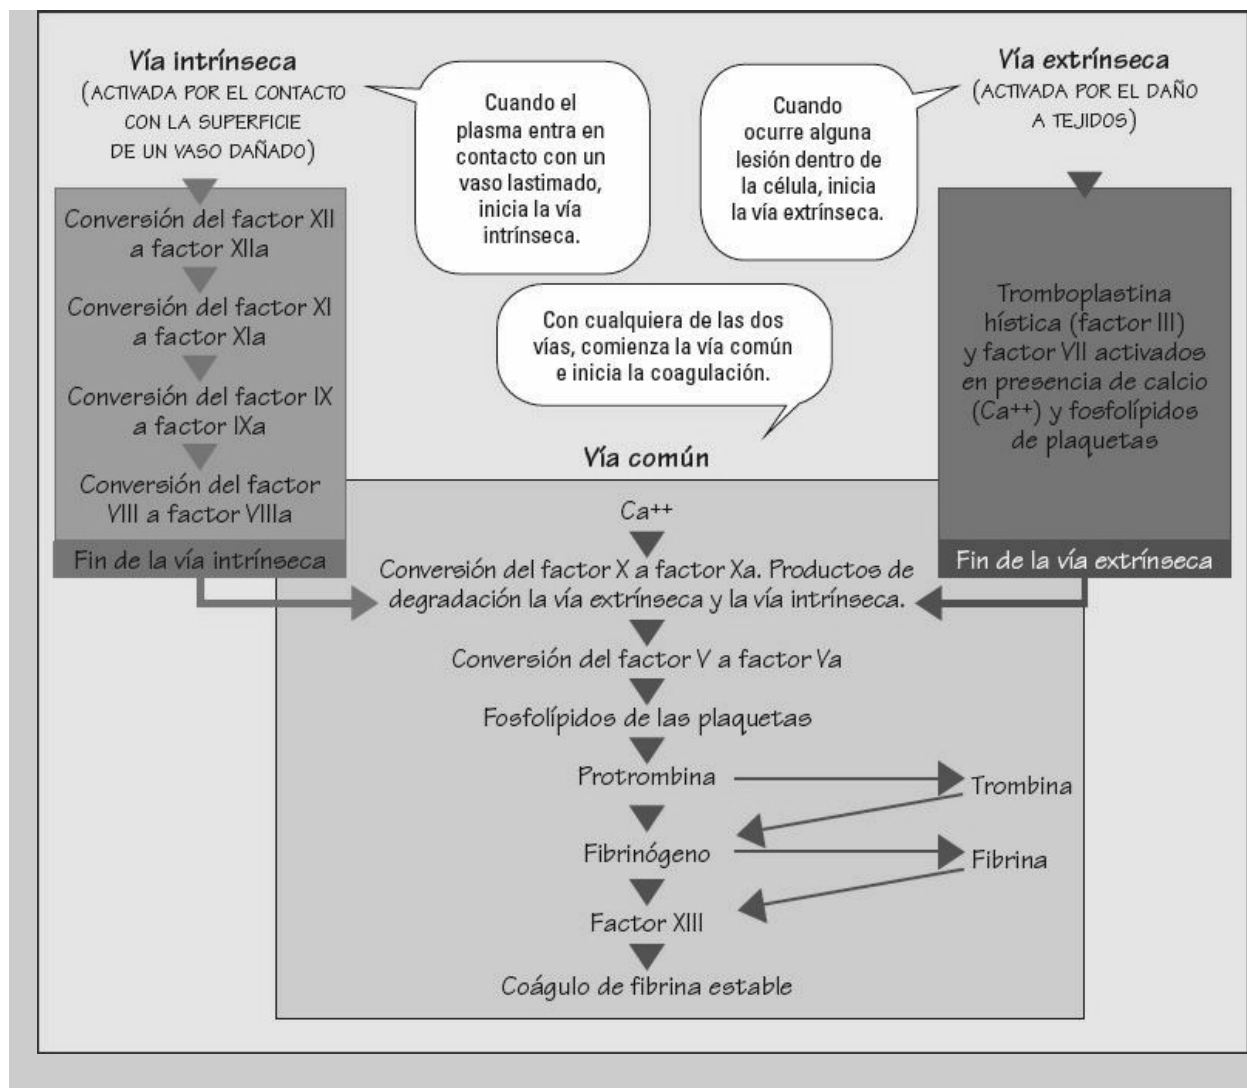 Vía intrínseca
(ACTIVADA POR EL CONTACTO
CON LA SUPERFICIE
DE UN VASO DAÑADO)
Conversión del factor XII
a factor XIIa
Conversión del factor XI
a factor XIa
Conversión del factor IX
a factor IXa
Conversión del factor
VIII a factor VIIIa
Fin de la vía intrínseca
Cuando el
plasma entra en
contacto con un
vaso lastimado,
inicia la vía
intrínseca.
Cuando
ocurre alguna
lesión dentro de
la célula, inicia
la vía extrínseca.
Vía extrínseca
(ACTIVADA POR EL DAÑO
A TEJIDOS)
Tromboplastina
hística (factor III)
y factor VII activados
en presencia de calcio
(Ca++) y fosfolípidos
de plaquetas
Fin de la vía extrínseca
Con cualquiera de las dos
vías, comienza la vía común
e inicia la coagulación.
Vía común
Ca++
Conversión del factor X a factor Xa. Productos de
degradación la vía extrínseca y la vía intrínseca.
Conversión del factor V a factor Va
Fosfolípidos de las plaquetas
Protrombina
Trombina
Fibrinógeno
Fibrina
Factor XIII
Coágulo de fibrina estable